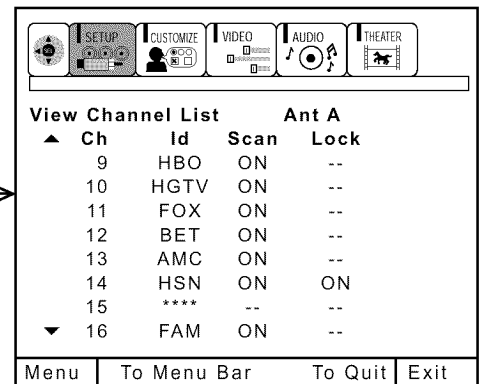 SEL
SETUP CUSTOMIZE VIDEO AUDIO THEATER
View Channel List Ant A
Ch Id Scan Lock
9 HBO ON --
10 HGTV ON --
11 FOX ON --
12 BET ON --
13 AMC ON --
14 HSN ON ON
15 **** -- --
16 FAM ON --
Menu To Menu Bar To Quit Exit